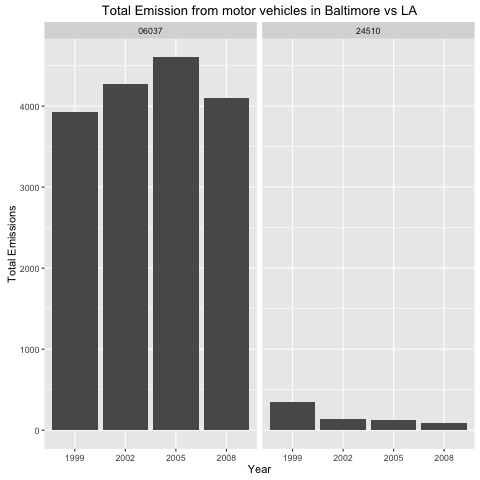 Total Emission from motor vehicles in Baltimore vs LA
06037 24510
Total Emissions
4000
3000
2000
1000
0
1999 2002 2005 2008 1999 2002 2005 2008
Year